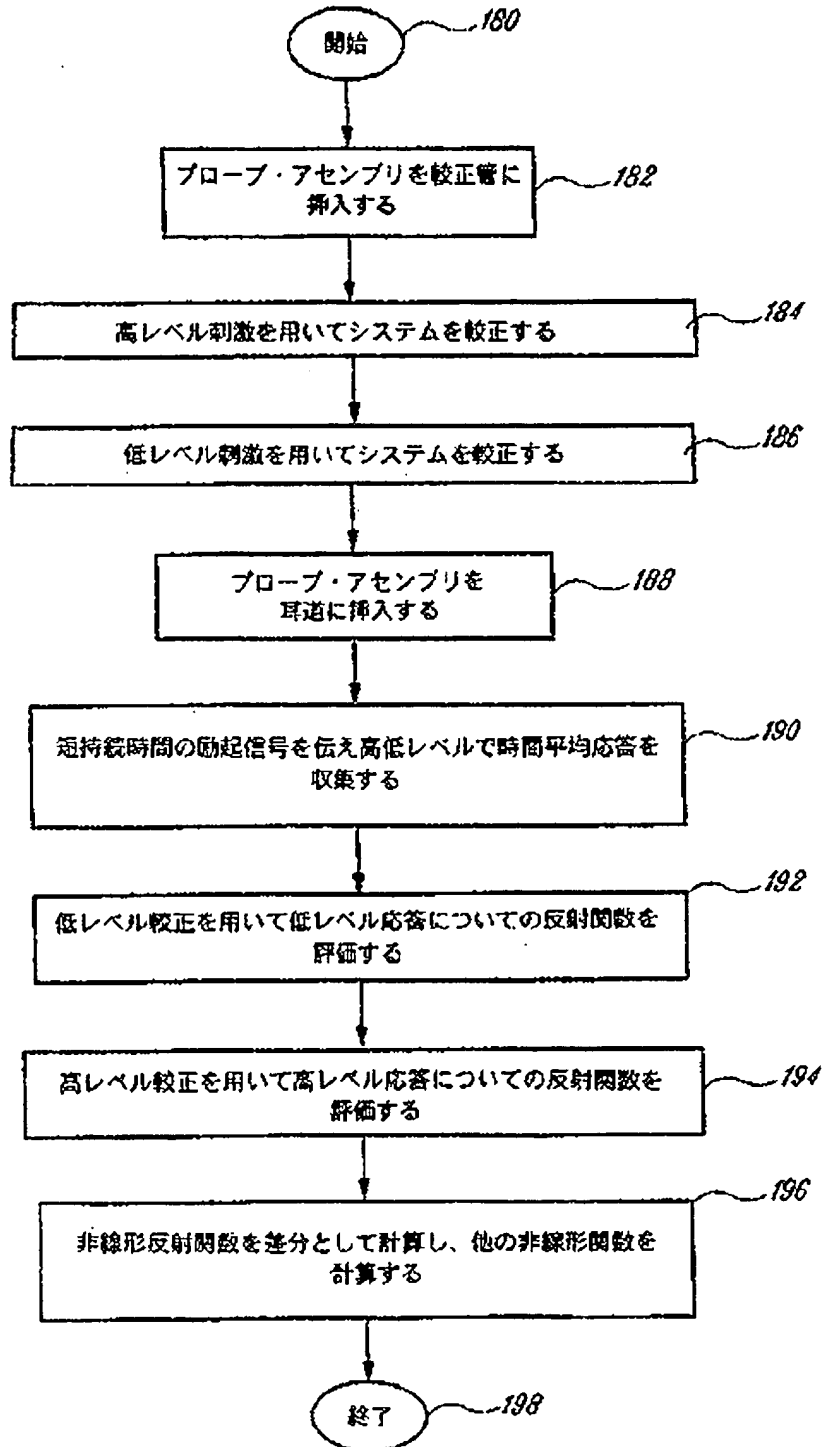 開始
180
プローブ・アセンブリを較正管に
挿入する
182
高レベル刺激を用いてシステムを較正する
184
低レベル刺激を用いてシステムを較正する
186
プローブ・アセンブリを
耳道に挿入する
188
短持続時間の励起信号を伝え高低レベルで時間平均応答を
収集する
190
低レベル較正を用いて低レベル応答についての反射関数を
評価する
192
高レベル較正を用いて高レベル応答についての反射関数を
評価する
194
非線形反射関数を差分として計算し、他の非線形関数を
計算する
196
終了
198